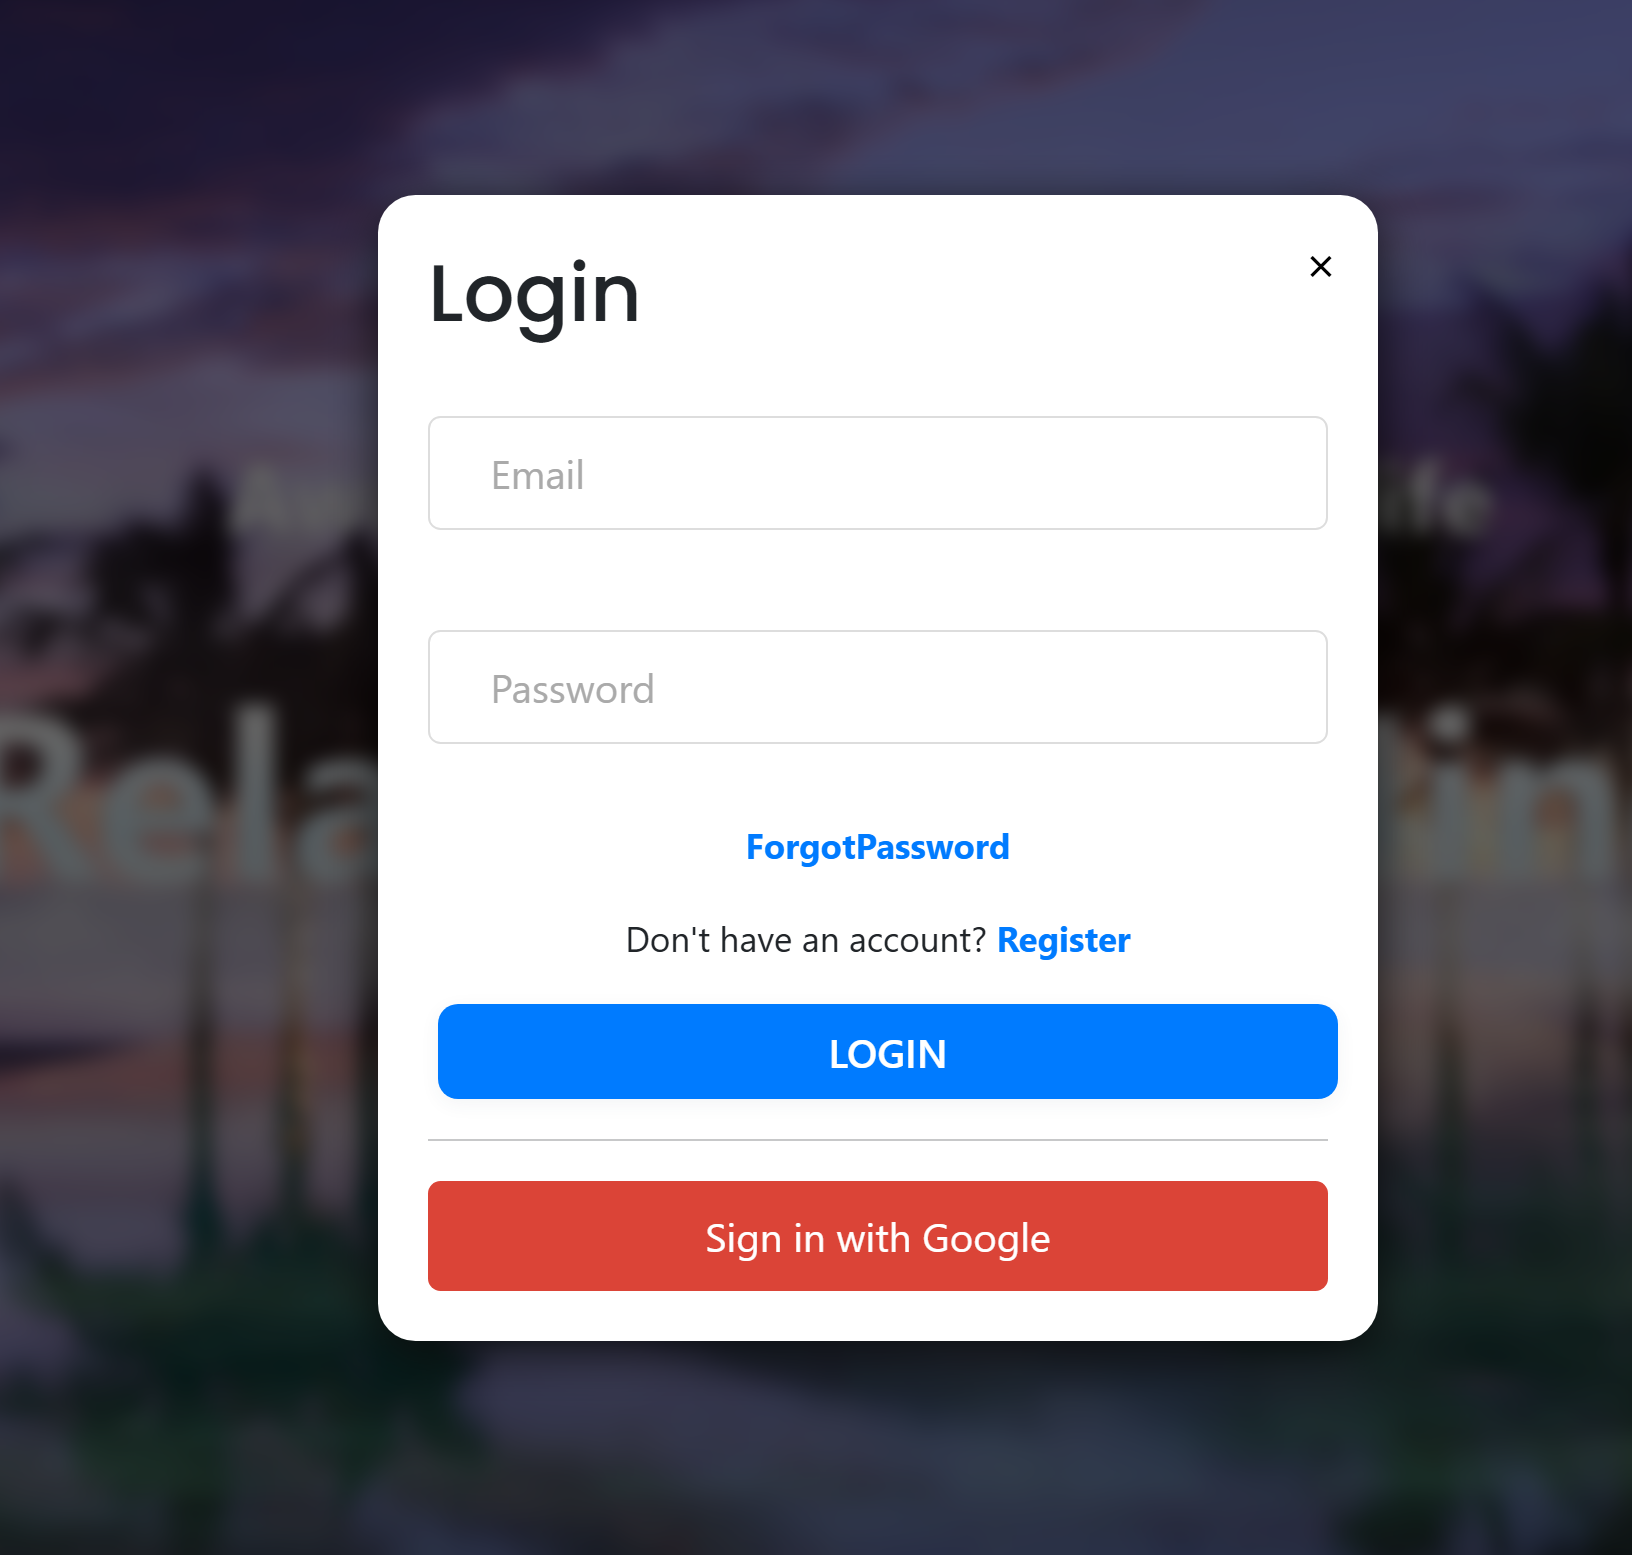 Login
×
Email
Password
ForgotPassword
Don't have an account? Register
LOGIN
Sign in with Google